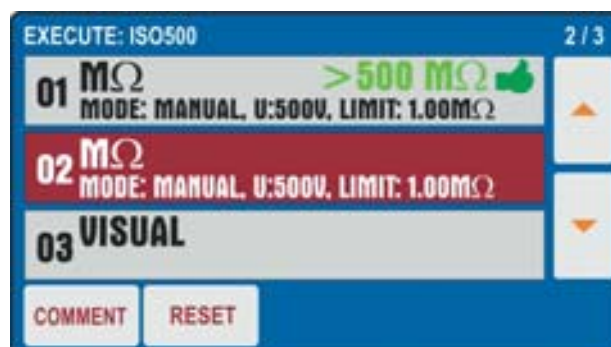 EXECUTE: ISO500 2/3
01 MΩ >500 MΩ
MODE: MANUAL, U:500V, LIMIT: 1.00MΩ
02 MΩ
MODE: MANUAL, U:500V, LIMIT: 1.00MΩ
03 VISUAL
COMMENT RESET